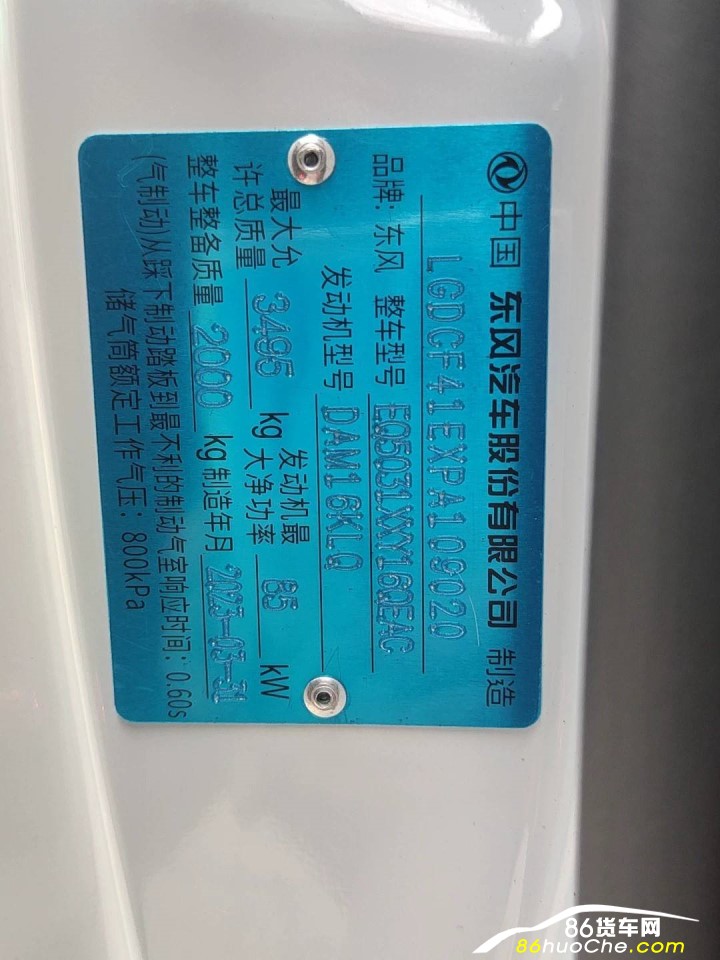 中国 东风汽车股份有限公司 制造
LGDCF41EXPA109020
品牌: 东风 整车型号 EQ5031XXY16QEAC
发动机型号 DAM16KLQ
最大允许总质量 3495 kg 发动机最大净功率 85 kW
整车整备质量 2000 kg 制造年月 2023-03-31
(气制动)从踩下制动踏板到最不利的制动气室响应时间: 0.60s
储气筒额定工作气压: 800kPa
86货车网
86huoChe.com